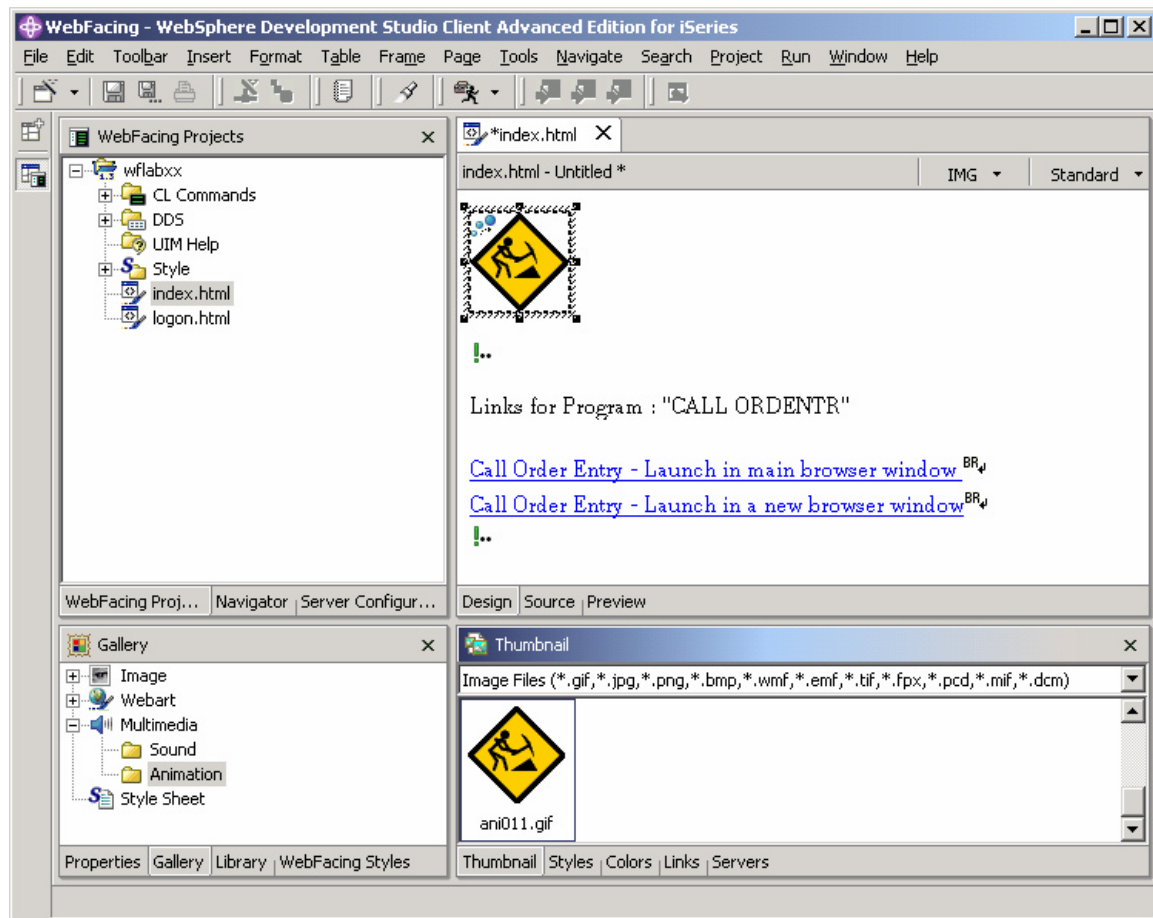 WebFacing - WebSphere Development Studio Client Advanced Edition for iSeries
File Edit Toolbar Insert Format Table Frame Page Tools Navigate Search Project Run Window Help
WebFacing Projects
wflabxx
CL Commands
DDS
UIM Help
Style
index.html
logon.html
WebFacing Proj... Navigator Server Configur...
*index.html
index.html - Untitled * IMG Standard
Links for Program : "CALL ORDENTR"
Call Order Entry - Launch in main browser window BR
Call Order Entry - Launch in a new browser window BR
Design Source Preview
Gallery
Image
Webart
Multimedia
Sound
Animation
Style Sheet
Properties Gallery Library WebFacing Styles
Thumbnail
Image Files (*.gif,*.jpg,*.png,*.bmp,*.wmf,*.emf,*.tif,*.fpx,*.pcd,*.mif,*.dcm)
ani011.gif
Thumbnail Styles Colors Links Servers